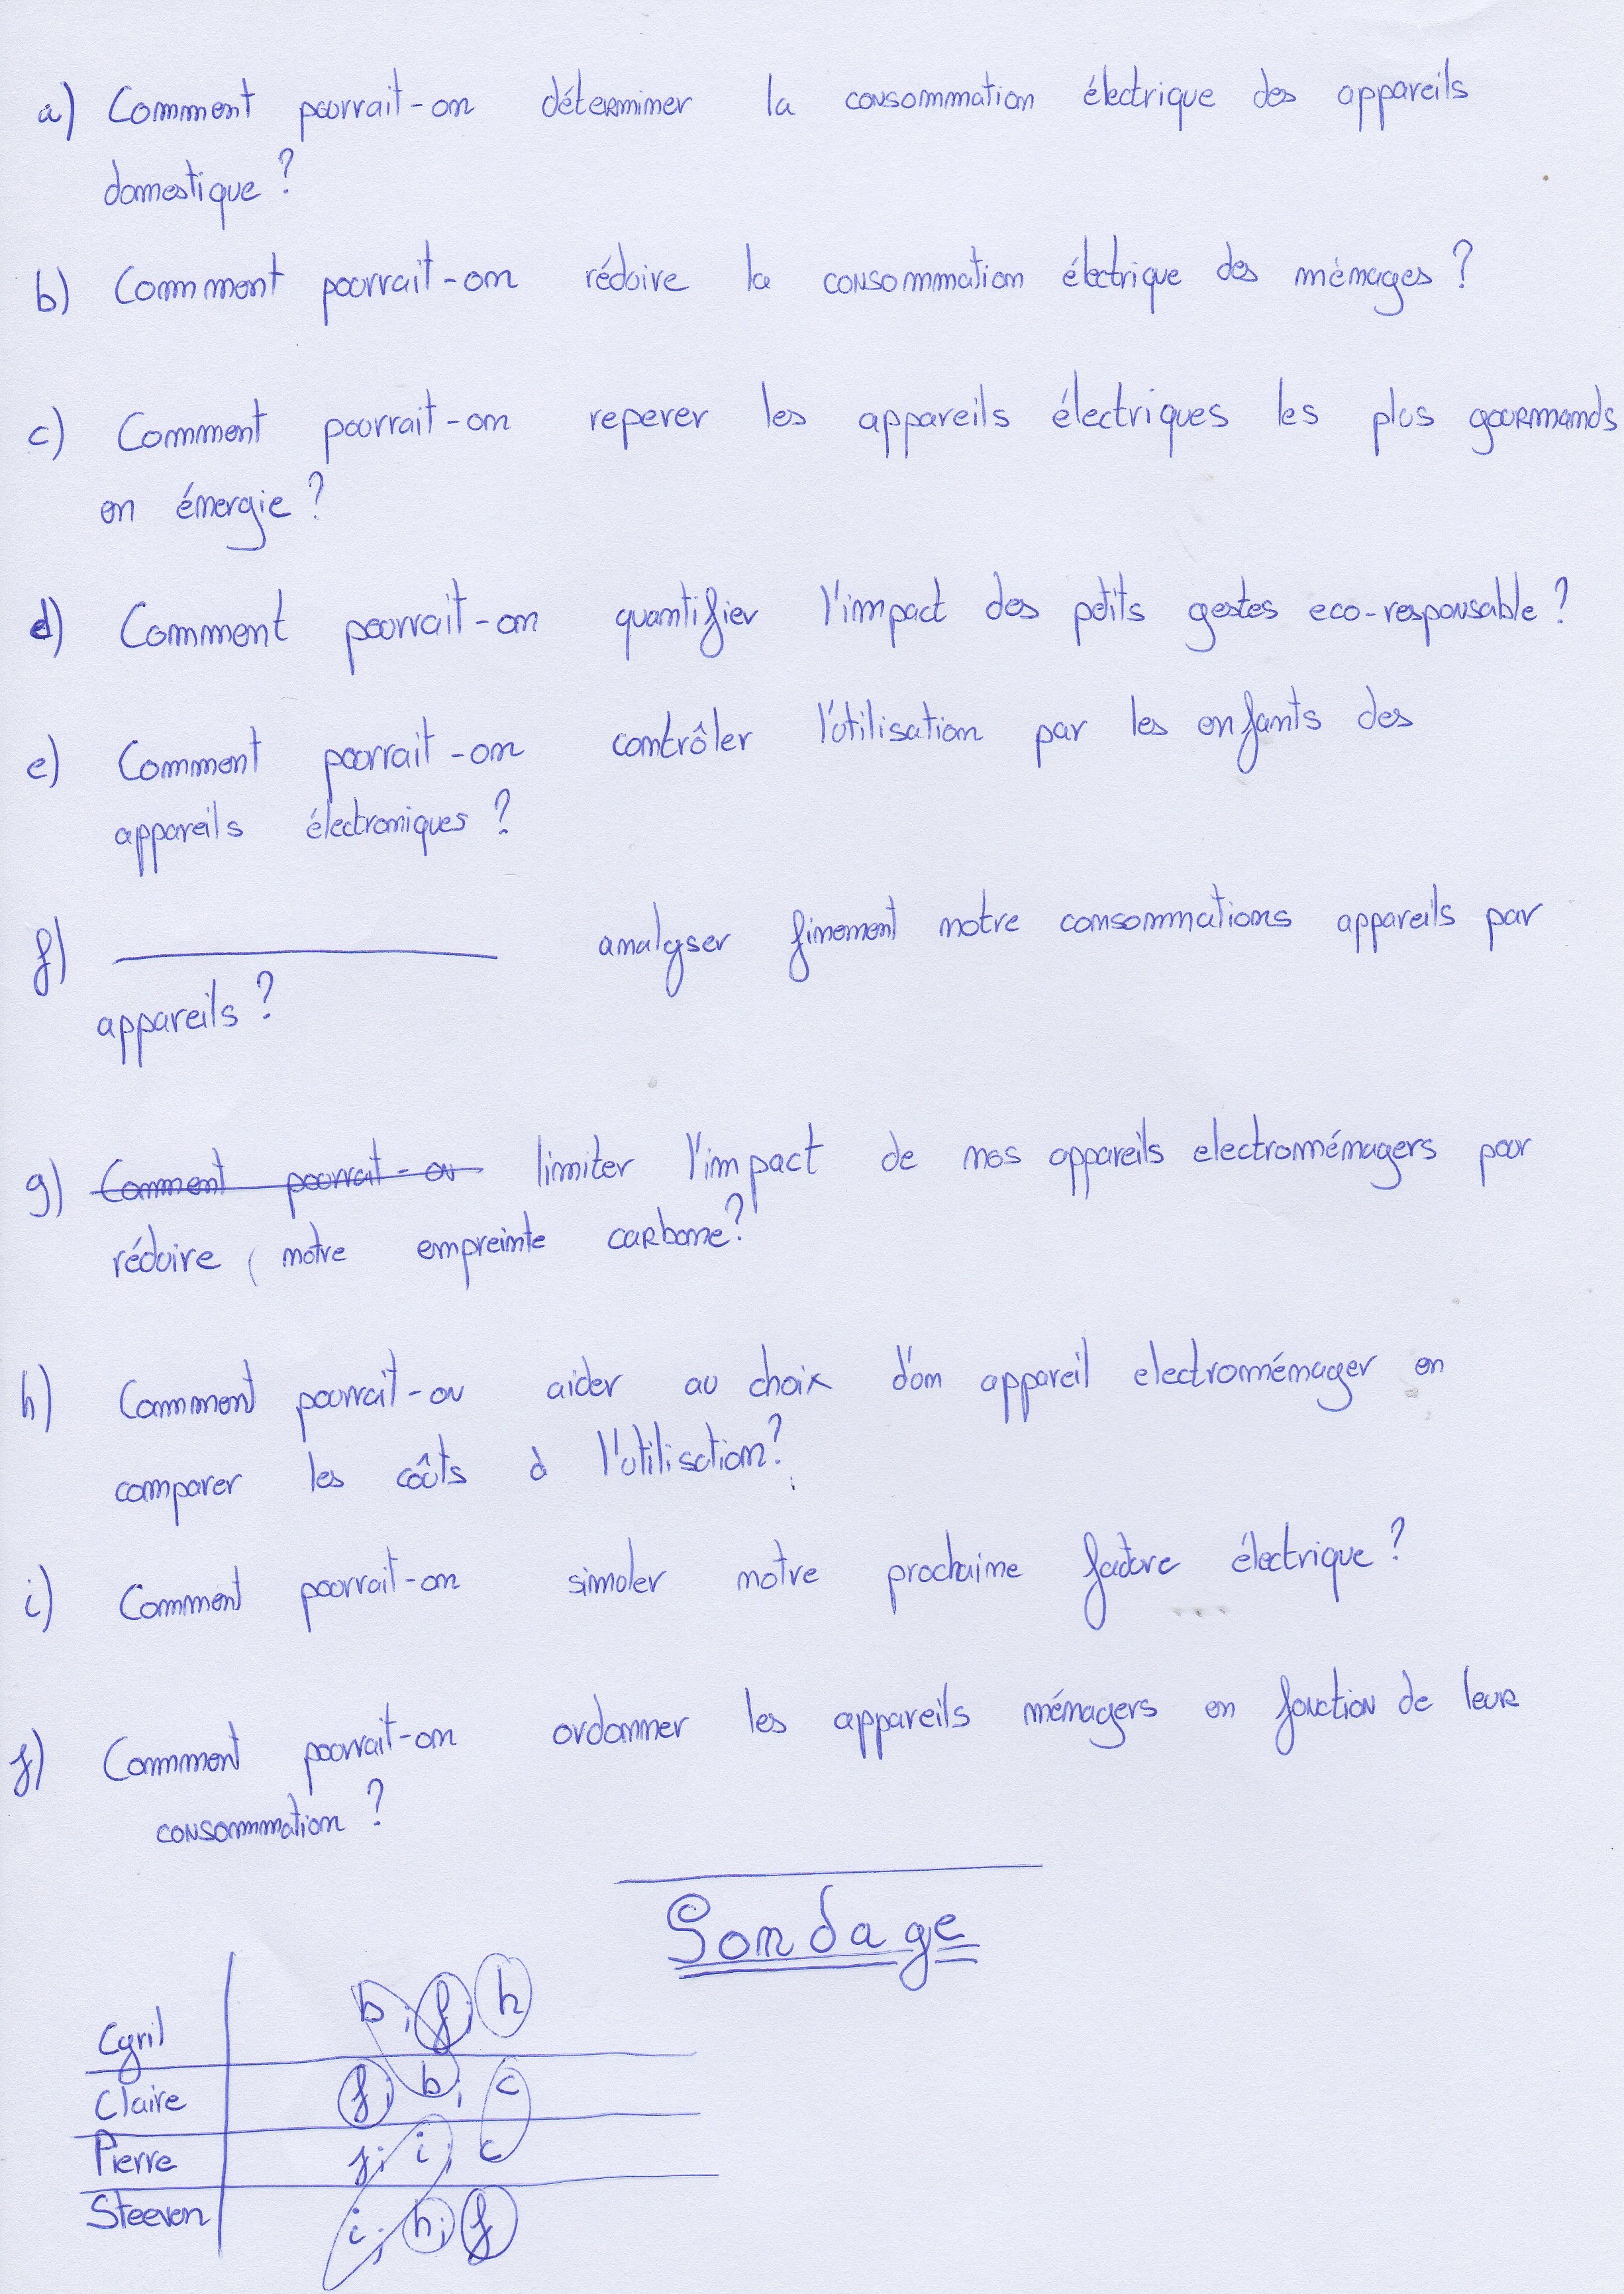 a) Comment pourrait-on déterminer la consommation électrique des appareils
domestique ?
b) Comment pourrait-on réduire la consommation électrique des ménages ?
c) Comment pourrait-on reperer les appareils électriques les plus gourmands
en énergie ?
d) Comment pourrait-on quantifier l'impact des petits gestes eco-responsable ?
e) Comment pourrait-on contrôler l'utilisation par les enfants des
appareils électroniques ?
f) analyser finement notre consommations appareils par
appareils ?
g) Comment pourrait-on limiter l'impact de nos appareils electroménagers pour
réduire notre empreinte carbone ?
h) Comment pourrait-on aider au choix d'un appareil electroménager en
comparer les coûts à l'utilisation ?
i) Comment pourrait-on simuler notre prochaine facture électrique ?
j) Comment pourrait-on ordonner les appareils ménagers en fonction de leur
consommation ?
Sondage
Cyril b ; f ; h
Claire f ; b ; c
Pierre j ; i ; c
Steeven i ; h ; f